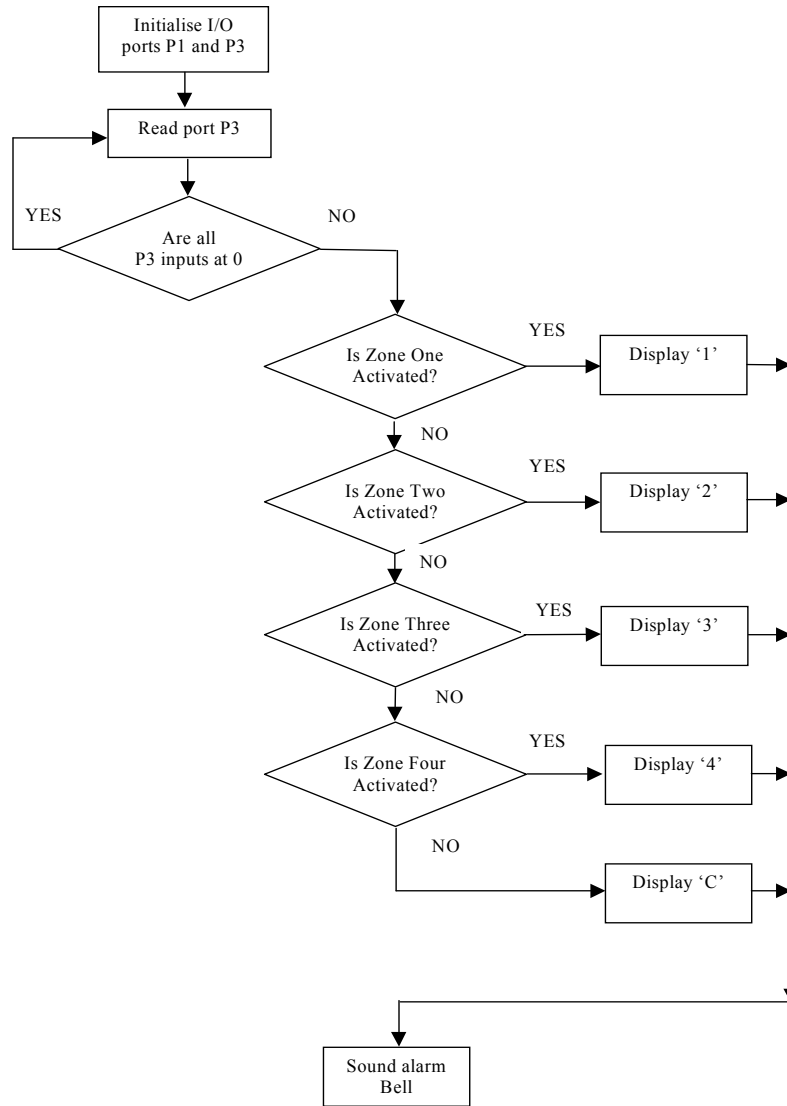 Initialise I/O
ports P1 and P3
Read port P3
YES
NO
Are all
P3 inputs at 0
YES
Is Zone One
Activated?
Display ‘1’
NO
YES
Is Zone Two
Activated?
Display ‘2’
NO
YES
Is Zone Three
Activated?
Display ‘3’
NO
YES
Is Zone Four
Activated?
Display ‘4’
NO
Display ‘C’
Sound alarm
Bell